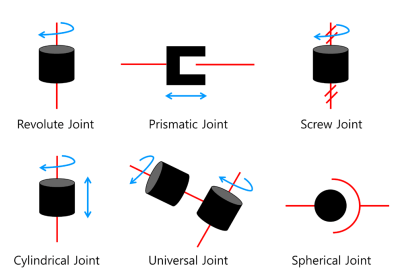 Revolute Joint
Prismatic Joint
Screw Joint
Cylindrical Joint
Universal Joint
Spherical Joint